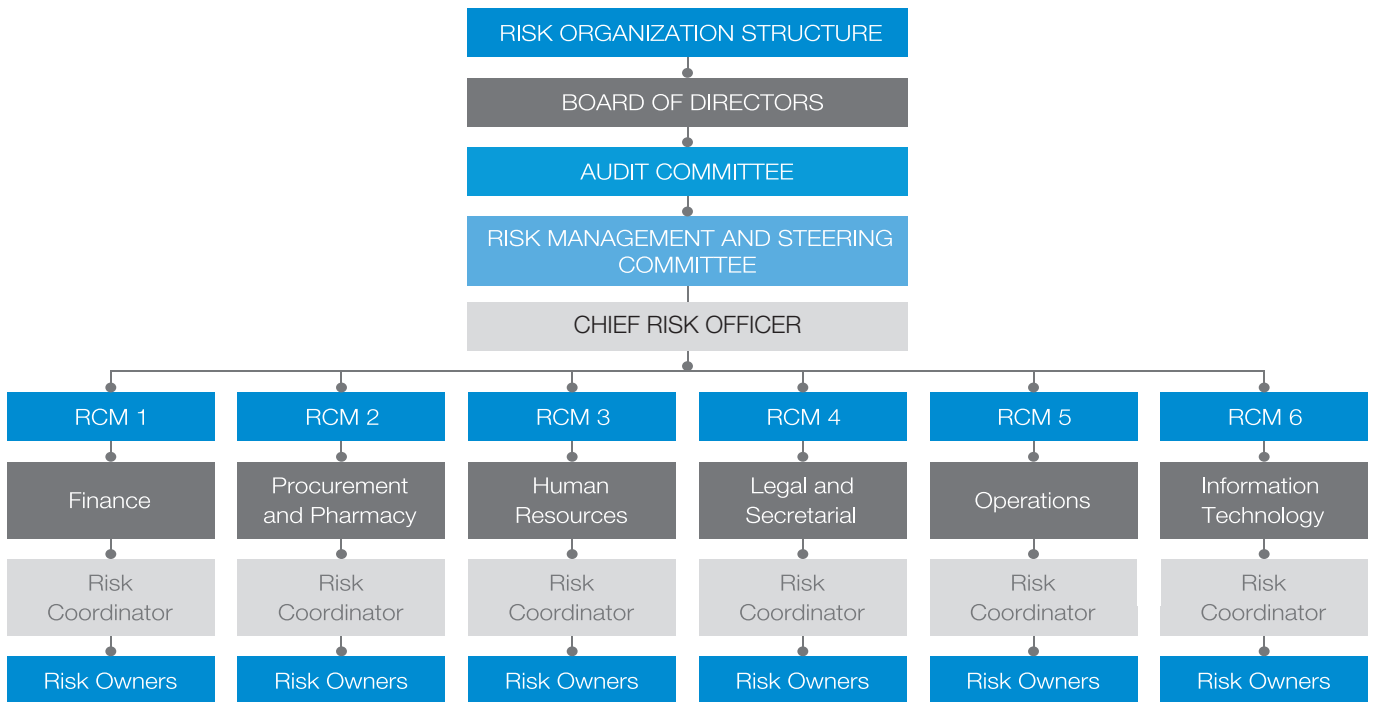 RISK ORGANIZATION STRUCTURE
BOARD OF DIRECTORS
AUDIT COMMITTEE
RISK MANAGEMENT AND STEERING
COMMITTEE
CHIEF RISK OFFICER
RCM 1
RCM 2
RCM 3
RCM 4
RCM 5
RCM 6
Finance
Procurement
and Pharmacy
Human
Resources
Legal and
Secretarial
Operations
Information
Technology
Risk
Coordinator
Risk
Coordinator
Risk
Coordinator
Risk
Coordinator
Risk
Coordinator
Risk
Coordinator
Risk Owners
Risk Owners
Risk Owners
Risk Owners
Risk Owners
Risk Owners